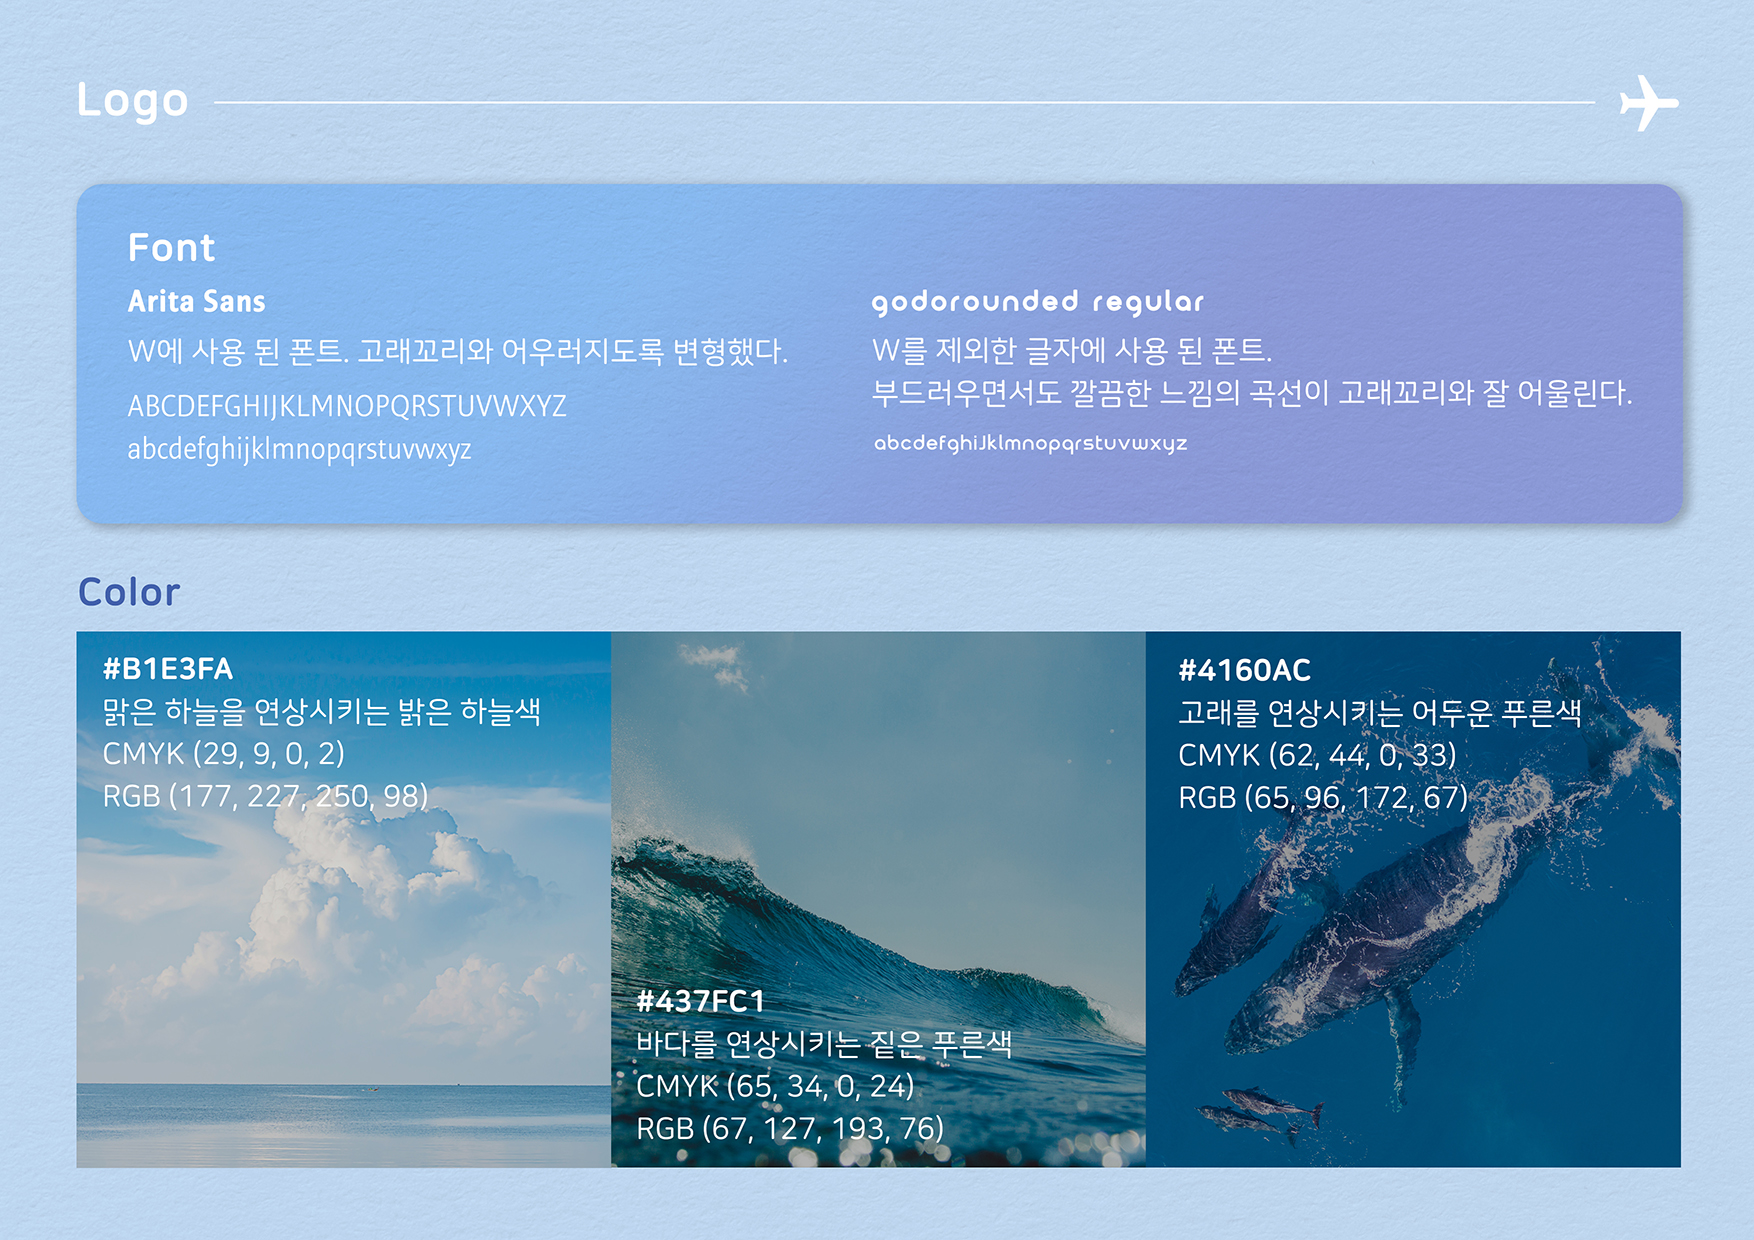 Logo
Font
Arita Sans
W에 사용 된 폰트. 고래꼬리와 어우러지도록 변형했다.
ABCDEFGHIJKLMNOPQRSTUVWXYZ
abcdefghijklmnopqrstuvwxyz
godorounded regular
W를 제외한 글자에 사용 된 폰트.
부드러우면서도 깔끔한 느낌의 곡선이 고래꼬리와 잘 어울린다.
abcdefghijklmnopqrstuvwxyz
Color
#B1E3FA
맑은 하늘을 연상시키는 밝은 하늘색
CMYK (29, 9, 0, 2)
RGB (177, 227, 250, 98)
#437FC1
바다를 연상시키는 짙은 푸른색
CMYK (65, 34, 0, 24)
RGB (67, 127, 193, 76)
#4160AC
고래를 연상시키는 어두운 푸른색
CMYK (62, 44, 0, 33)
RGB (65, 96, 172, 67)